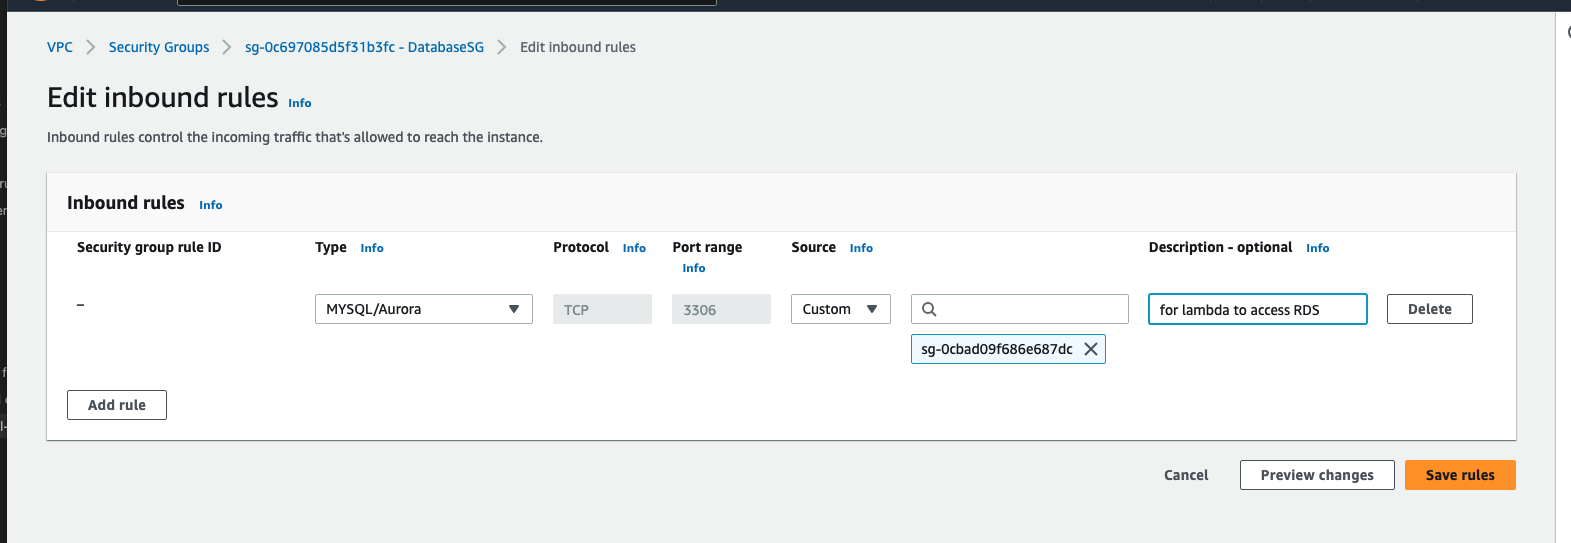 VPC > Security Groups > sg-0c697085d5f31b3fc - DatabaseSG > Edit inbound rules
Edit inbound rules Info
Inbound rules control the incoming traffic that's allowed to reach the instance.
Inbound rules Info
Security group rule ID Type Info Protocol Info Port range Info Source Info Description - optional Info
– MYSQL/Aurora TCP 3306 Custom for lambda to access RDS Delete
sg-0cbad09f686e687dc
Add rule
Cancel Preview changes Save rules